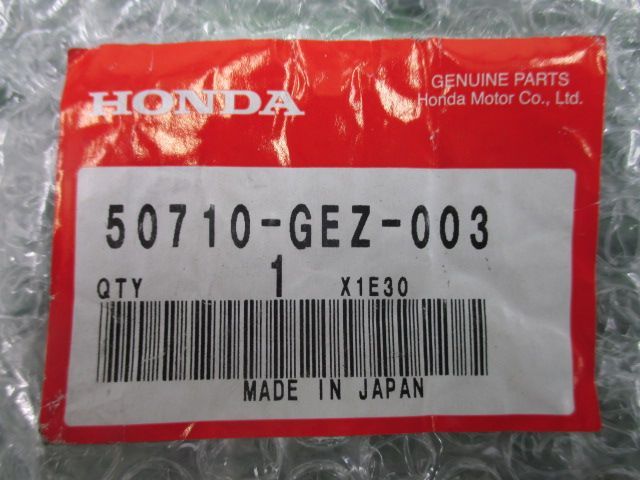 HONDA
GENUINE PARTS
Honda Motor Co., Ltd.
50710-GEZ-003
QTY 1 X1E30
MADE IN JAPAN